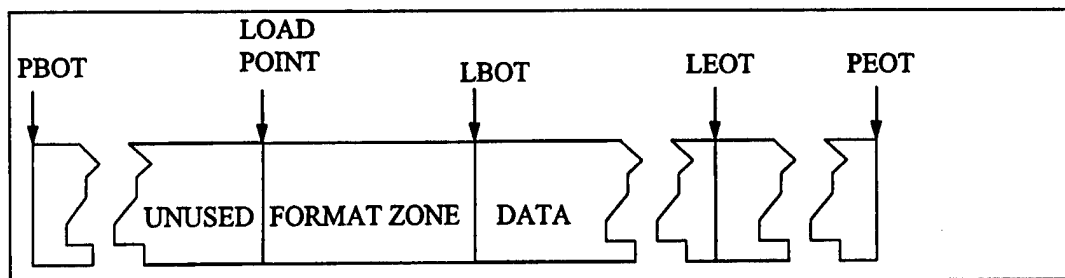 LOAD
POINT
PBOT
LBOT
LEOT
PEOT
UNUSED
FORMAT ZONE
DATA